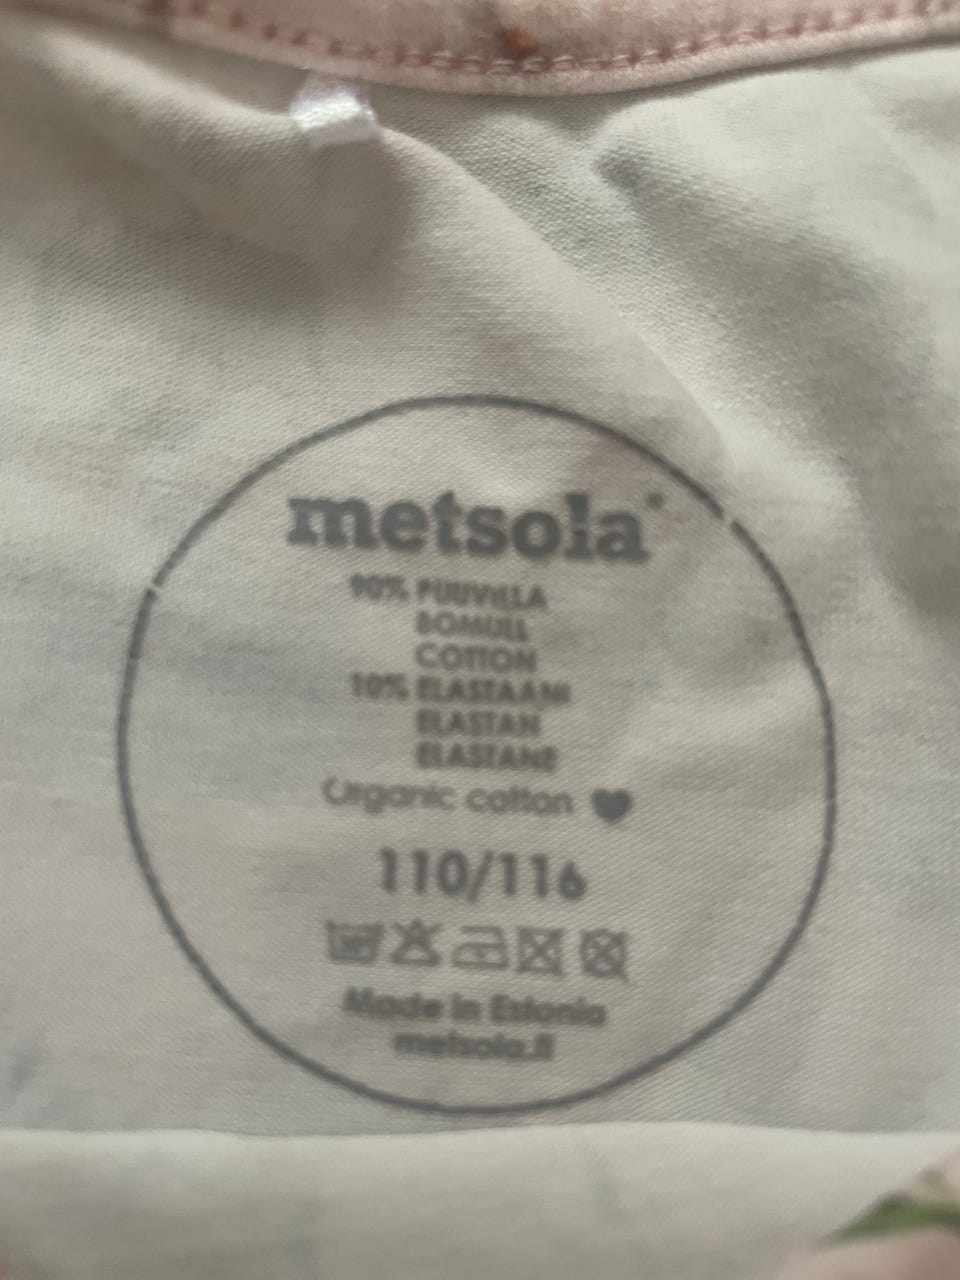 metsola®
90% PUUVILLA
BOMULL
COTTON
10% ELASTAANI
ELASTAN
ELASTANE
Organic cotton ♥
110/116
Made in Estonia
metsola.fi